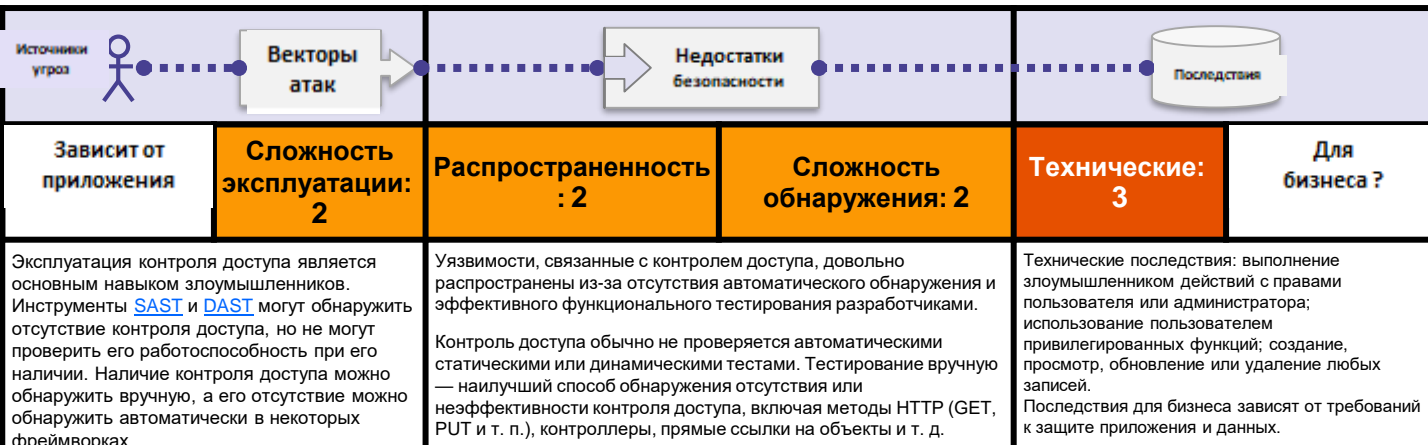 Источники
угроз
Векторы
атак
Недостатки
безопасности
Последствия
Зависит от
приложения
Сложность
эксплуатации:
2
Распространенность
: 2
Сложность
обнаружения: 2
Технические:
3
Для
бизнеса ?
Эксплуатация контроля доступа является
основным навыком злоумышленников.
Инструменты SAST и DAST могут обнаружить
отсутствие контроля доступа, но не могут
проверить его работоспособность при его
наличии. Наличие контроля доступа можно
обнаружить вручную, а его отсутствие можно
обнаружить автоматически в некоторых
фреймворках
Уязвимости, связанные с контролем доступа, довольно
распространены из-за отсутствия автоматического обнаружения и
эффективного функционального тестирования разработчиками.
Контроль доступа обычно не проверяется автоматическими
статическими или динамическими тестами. Тестирование вручную
— наилучший способ обнаружения отсутствия или
неэффективности контроля доступа, включая методы HTTP (GET,
PUT и т. п.), контроллеры, прямые ссылки на объекты и т. д.
Технические последствия: выполнение
злоумышленником действий с правами
пользователя или администратора;
использование пользователем
привилегированных функций; создание,
просмотр, обновление или удаление любых
записей.
Последствия для бизнеса зависят от требований
к защите приложения и данных.